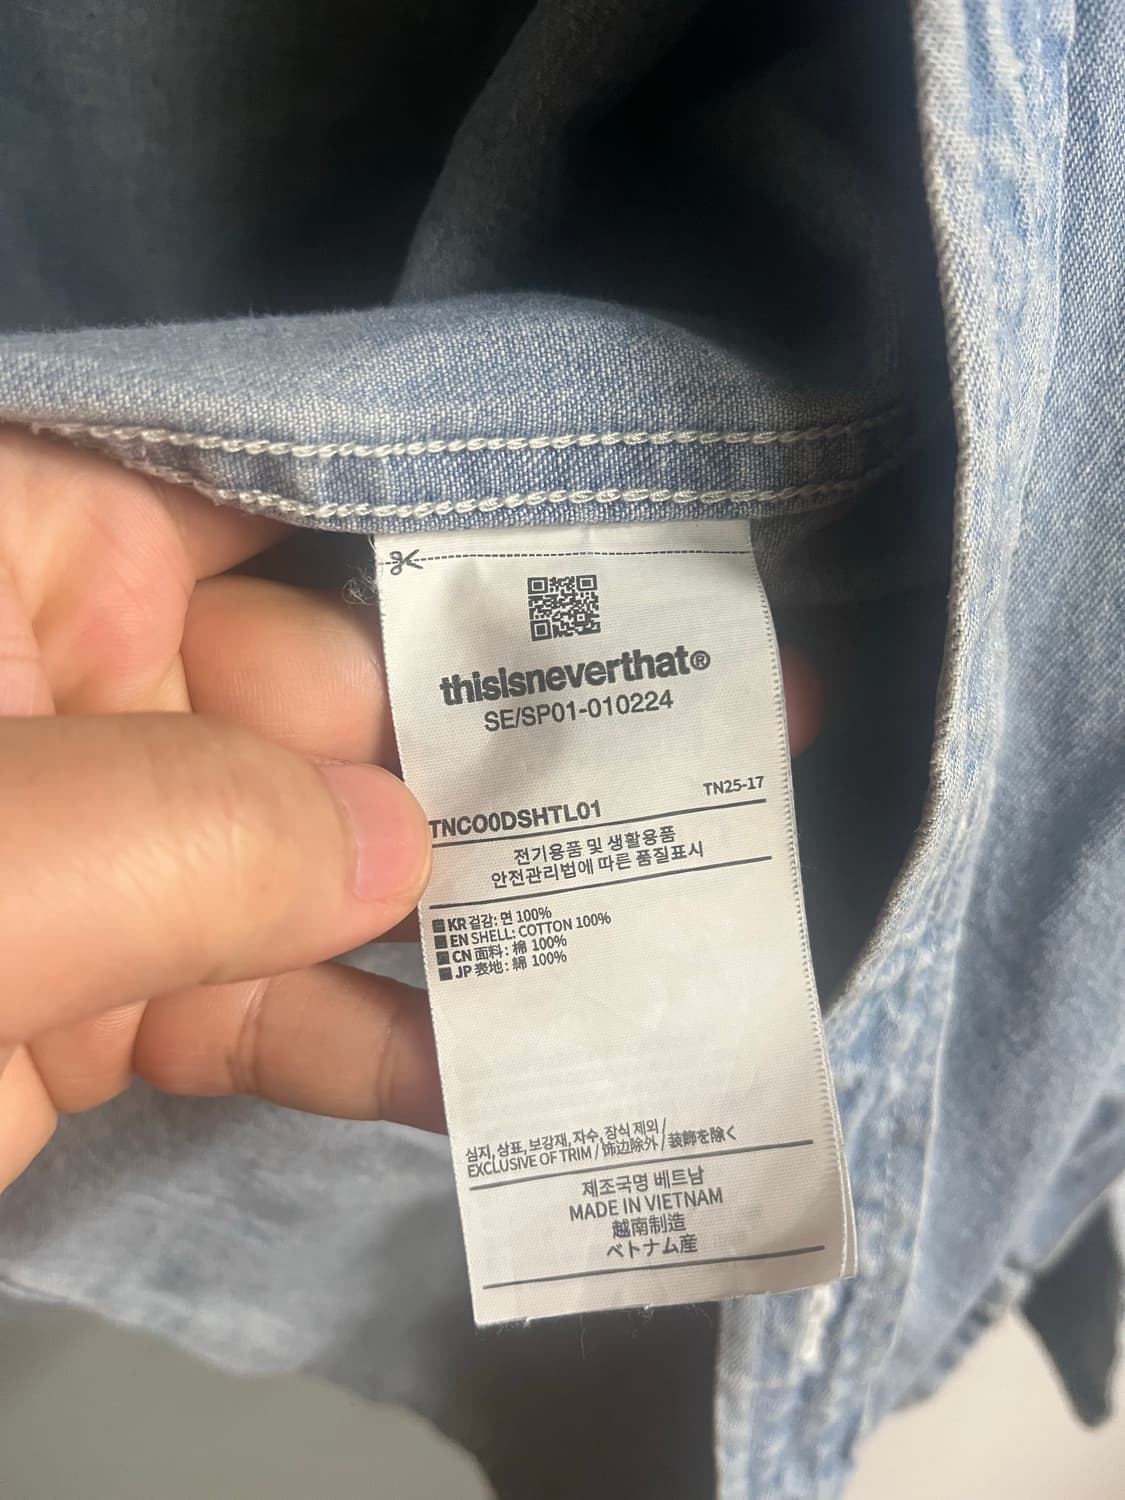 thisIsneverthat®
SE/SP01-010224
TN25-17
TNCO0DSHTL01
전기용품 및 생활용품
안전관리법에 따른 품질표시
KR 겉감: 면 100%
EN SHELL: COTTON 100%
CN 面料: 棉 100%
JP 表地: 綿 100%
심지, 상표, 보강재, 자수, 장식 제외/
EXCLUSIVE OF TRIM / 饰边除外 / 装飾を除く
제조국명 베트남
MADE IN VIETNAM
越南制造
ベトナム産